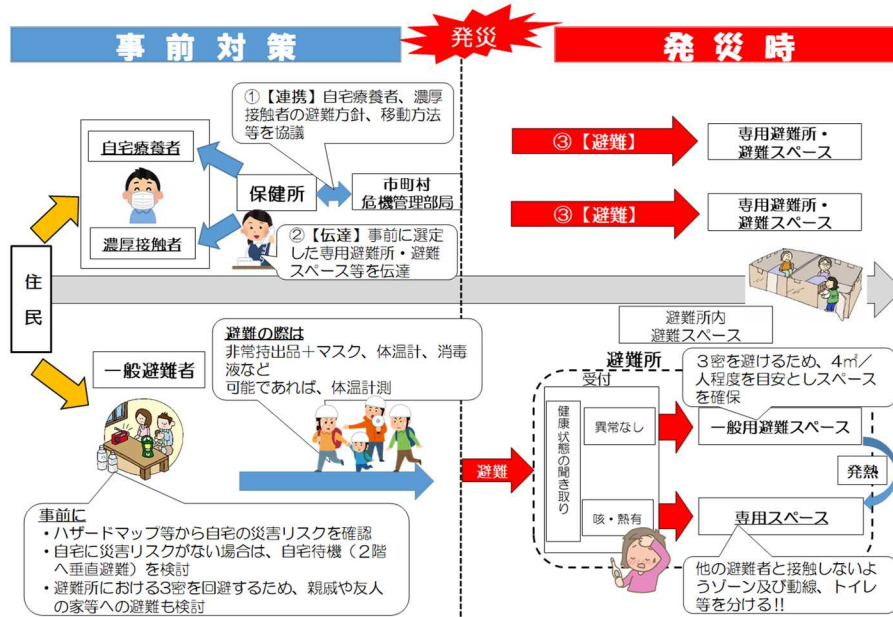 事前対策
発災
発災時
①【連携】自宅療養者、濃厚
接触者の避難方針、移動方法
等を協議
自宅療養者
濃厚接触者
保健所
市町村
危機管理部局
②【伝達】事前に選定
した専用避難所・避難
スペース等を伝達
③【避難】
専用避難所・
避難スペース
③【避難】
専用避難所・
避難スペース
住民
避難所内
避難スペース
一般避難者
避難の際は
非常持出品＋マスク、体温計、消毒
液など
可能であれば、体温計測
事前に
・ハザードマップ等から自宅の災害リスクを確認
・自宅に災害リスクがない場合は、自宅待機（２階
へ垂直避難）を検討
・避難所における3密を回避するため、親戚や友人
の家等への避難も検討
避難
避難所
受付
健康状態の聞き取り
異常なし
咳・熱有
３密を避けるため、４㎡／
人程度を目安としスペース
を確保
一般用避難スペース
発熱
専用スペース
他の避難者と接触しないよ
うゾーン及び動線、トイレ
等を分ける!!